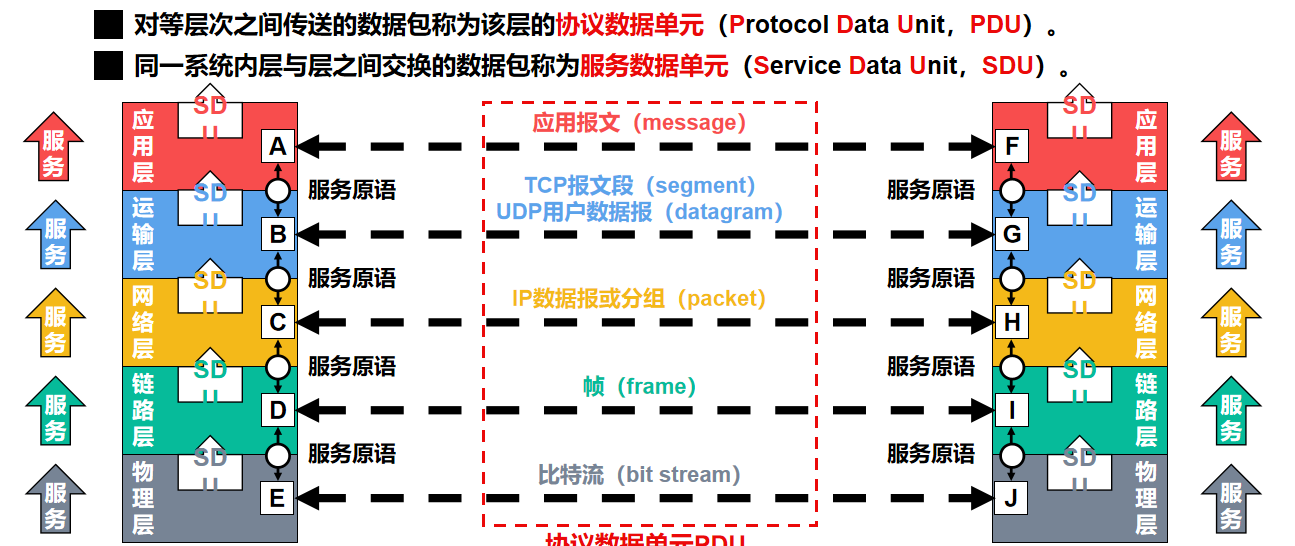 对等层次之间传送的数据包称为该层的协议数据单元（Protocol Data Unit，PDU）。
同一系统内层与层之间交换的数据包称为服务数据单元（Service Data Unit，SDU）。
服务 应用层 SDU A 应用报文（message） F SDU 应用层 服务
服务原语 TCP报文段（segment） 服务原语
UDP用户数据报（datagram）
服务 运输层 SDU B G SDU 运输层 服务
服务原语 服务原语
服务 网络层 SDU C IP数据报或分组（packet） H SDU 网络层 服务
服务原语 服务原语
服务 链路层 SDU D 帧（frame） I SDU 链路层 服务
服务原语 服务原语
服务 物理层 SDU E 比特流（bit stream） J SDU 物理层 服务
协议数据单元PDU